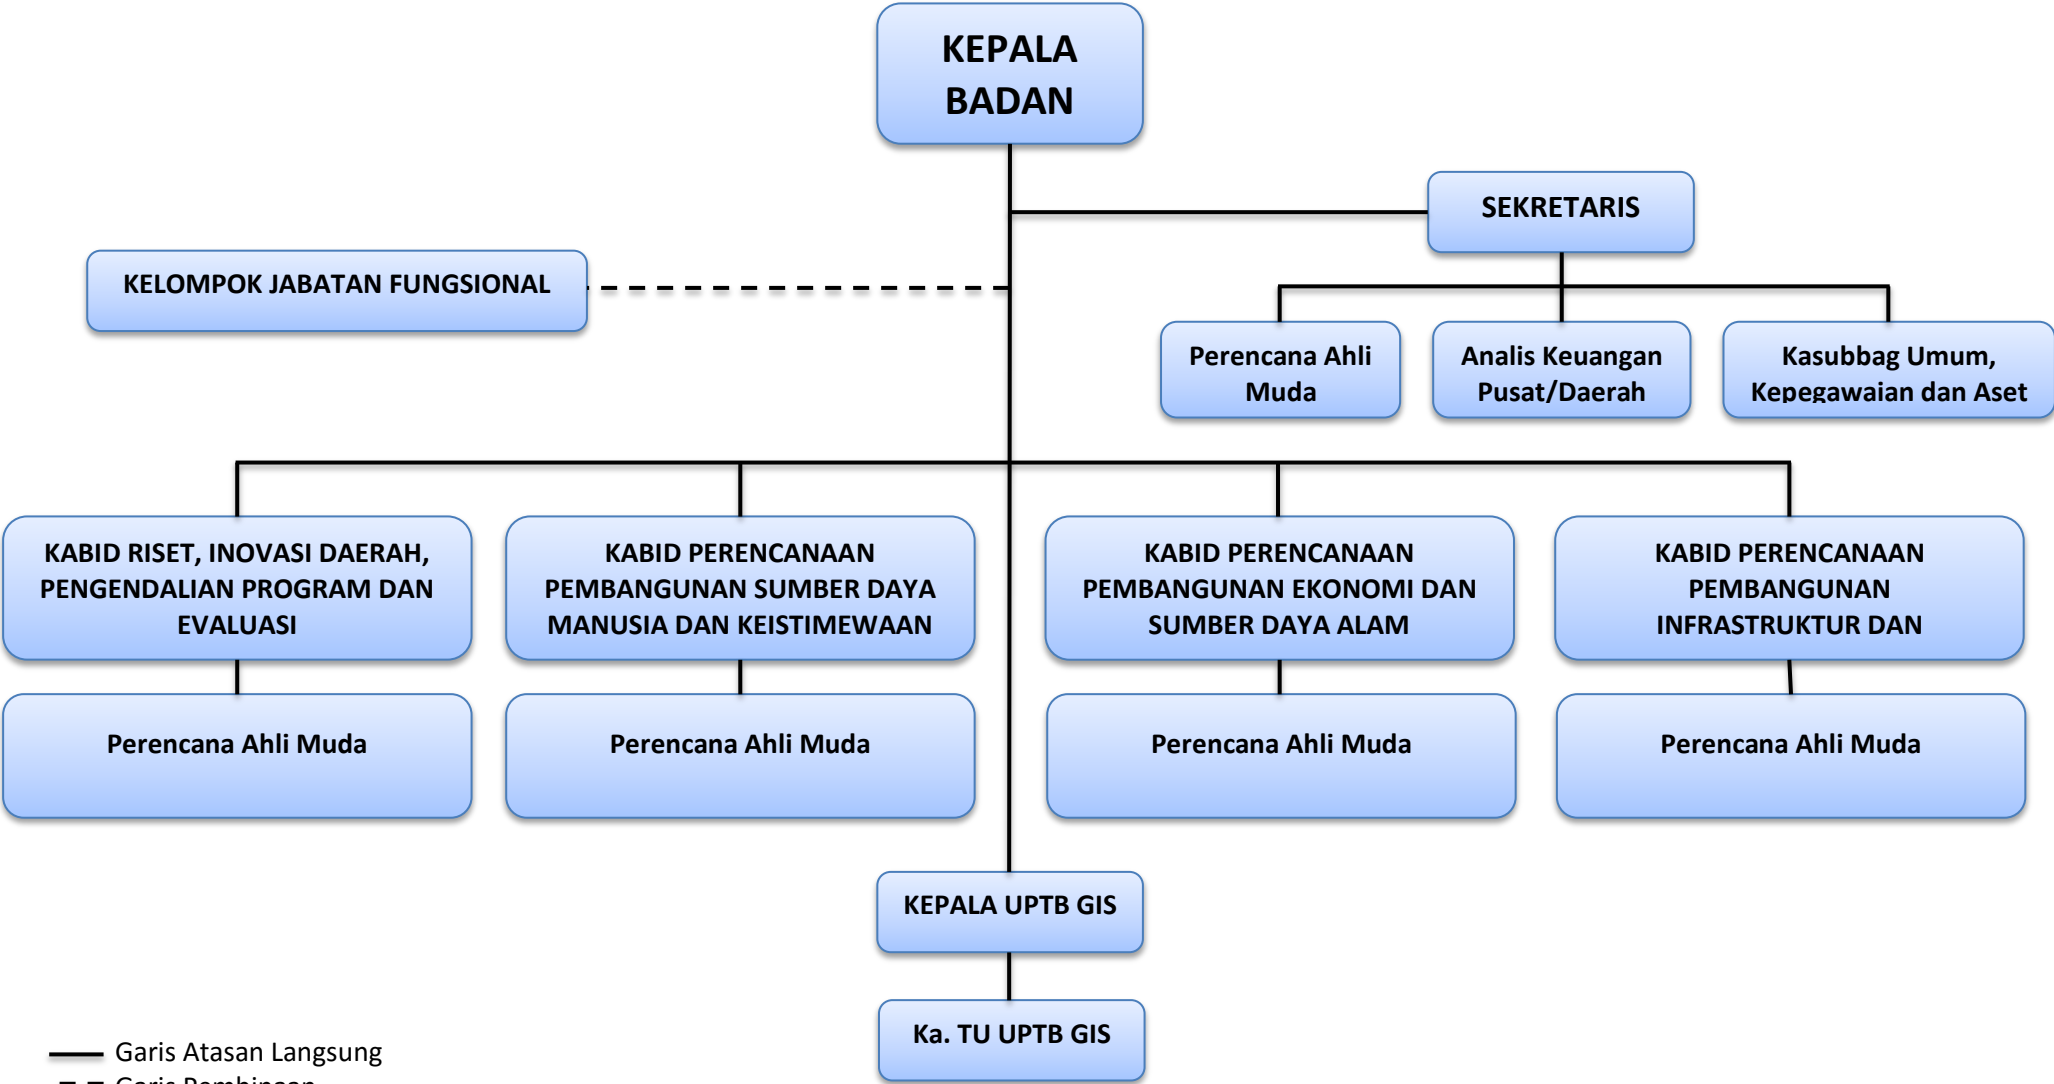 KEPALA
BADAN
SEKRETARIS
KELOMPOK JABATAN FUNGSIONAL
Perencana Ahli
Muda
Analis Keuangan
Pusat/Daerah
Kasubbag Umum,
Kepegawaian dan Aset
KABID RISET, INOVASI DAERAH,
PENGENDALIAN PROGRAM DAN
EVALUASI
KABID PERENCANAAN
PEMBANGUNAN SUMBER DAYA
MANUSIA DAN KEISTIMEWAAN
KABID PERENCANAAN
PEMBANGUNAN EKONOMI DAN
SUMBER DAYA ALAM
KABID PERENCANAAN
PEMBANGUNAN
INFRASTRUKTUR DAN
Perencana Ahli Muda
Perencana Ahli Muda
Perencana Ahli Muda
Perencana Ahli Muda
KEPALA UPTB GIS
Ka. TU UPTB GIS
Garis Atasan Langsung
Garis Pembinaan